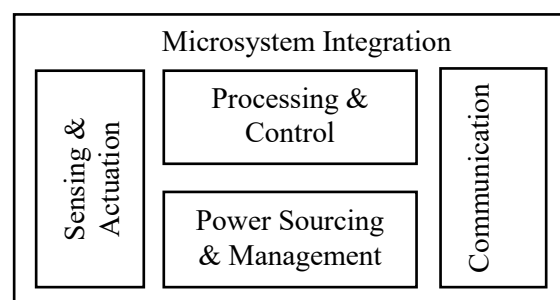 Microsystem Integration
Sensing &
Actuation
Processing &
Control
Power Sourcing
& Management
Communication